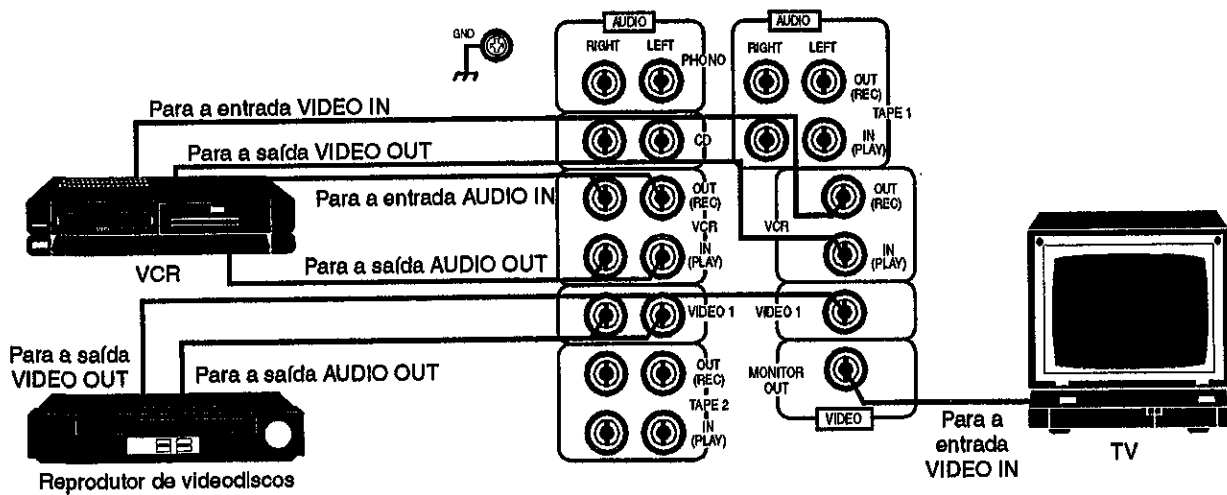 AUDIO
AUDIO
GND
RIGHT LEFT
PHONO
RIGHT LEFT
OUT
(REC)
TAPE 1
IN
(PLAY)
Para a entrada VIDEO IN
CD
Para a saída VIDEO OUT
Para a entrada AUDIO IN
OUT
(REC)
VCR
IN
(PLAY)
VCR
OUT
(REC)
IN
(PLAY)
VCR
Para a saída AUDIO OUT
VIDEO 1
VIDEO 1
Para a saída
VIDEO OUT
Para a saída AUDIO OUT
OUT
(REC)
TAPE 2
IN
(PLAY)
MONITOR
OUT
VIDEO
Para a
entrada
VIDEO IN
TV
Reprodutor de videodiscos